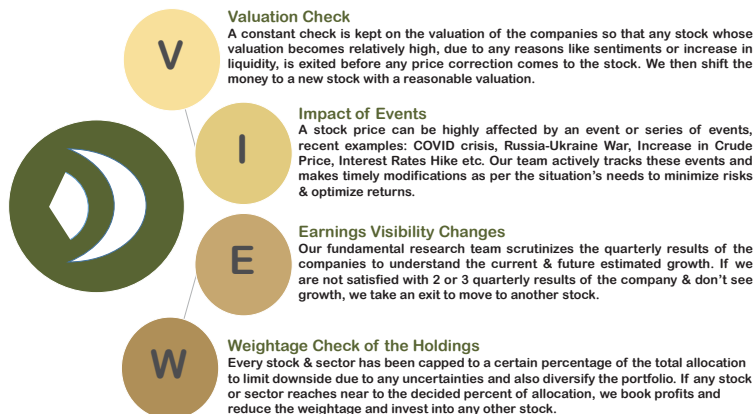 V
Valuation Check
A constant check is kept on the valuation of the companies so that any stock whose
valuation becomes relatively high, due to any reasons like sentiments or increase in
liquidity, is exited before any price correction comes to the stock. We then shift the
money to a new stock with a reasonable valuation.
I
Impact of Events
A stock price can be highly affected by an event or series of events,
recent examples: COVID crisis, Russia-Ukraine War, Increase in Crude
Price, Interest Rates Hike etc. Our team actively tracks these events and
makes timely modifications as per the situation's needs to minimize risks
& optimize returns.
E
Earnings Visibility Changes
Our fundamental research team scrutinizes the quarterly results of the
companies to understand the current & future estimated growth. If we
are not satisfied with 2 or 3 quarterly results of the company & don't see
growth, we take an exit to move to another stock.
W
Weightage Check of the Holdings
Every stock & sector has been capped to a certain percentage of the total allocation
to limit downside due to any uncertainties and also diversify the portfolio. If any stock
or sector reaches near to the decided percent of allocation, we book profits and
reduce the weightage and invest into any other stock.